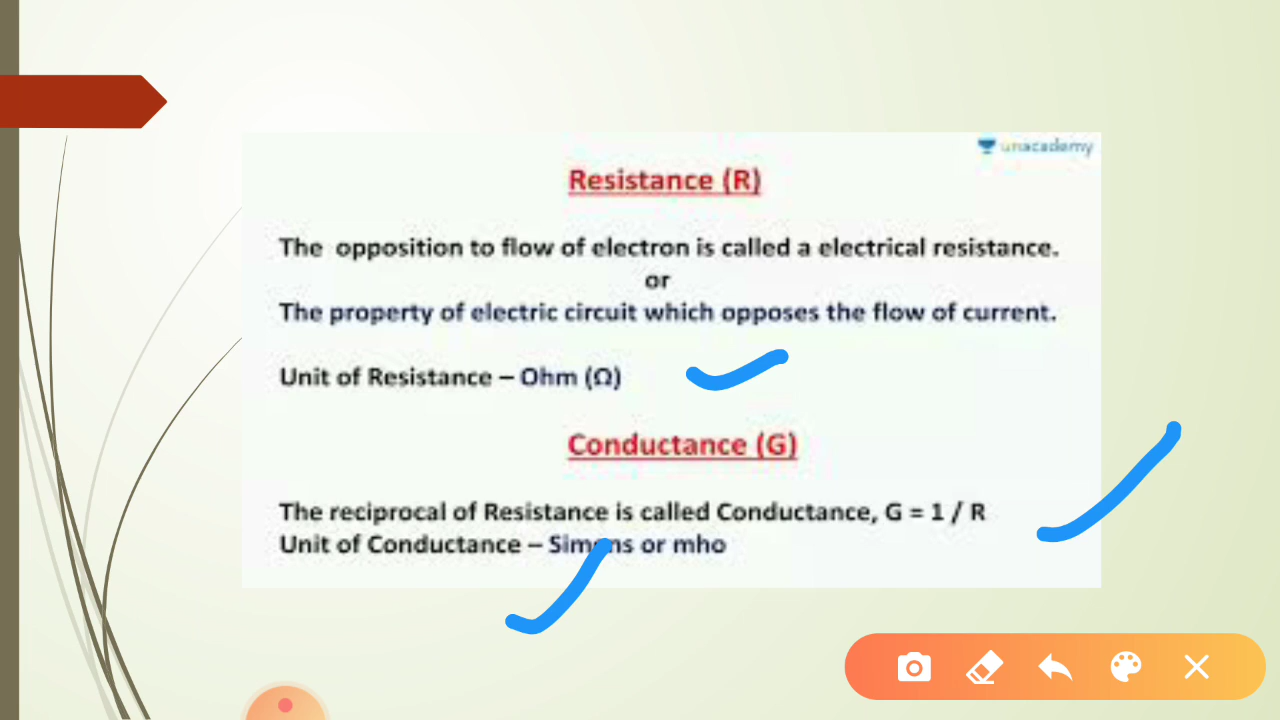 unacademy
Resistance (R)
The opposition to flow of electron is called a electrical resistance.
or
The property of electric circuit which opposes the flow of current.
Unit of Resistance – Ohm (Ω)
Conductance (G)
The reciprocal of Resistance is called Conductance, G = 1 / R
Unit of Conductance – Simens or mho